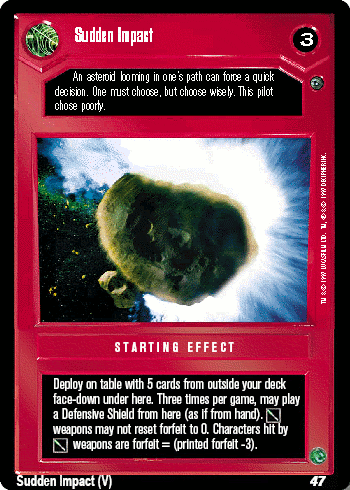 Sudden Impact
3
An asteroid looming in one's path can force a quick
decision. One must choose, but choose wisely. This pilot
chose poorly.
STARTING EFFECT
Deploy on table with 5 cards from outside your deck
face-down under here. Three times per game, may play
a Defensive Shield from here (as if from hand).
weapons may not reset forfeit to 0. Characters hit by
weapons are forfeit = (printed forfeit -3).
Sudden Impact (V)
47